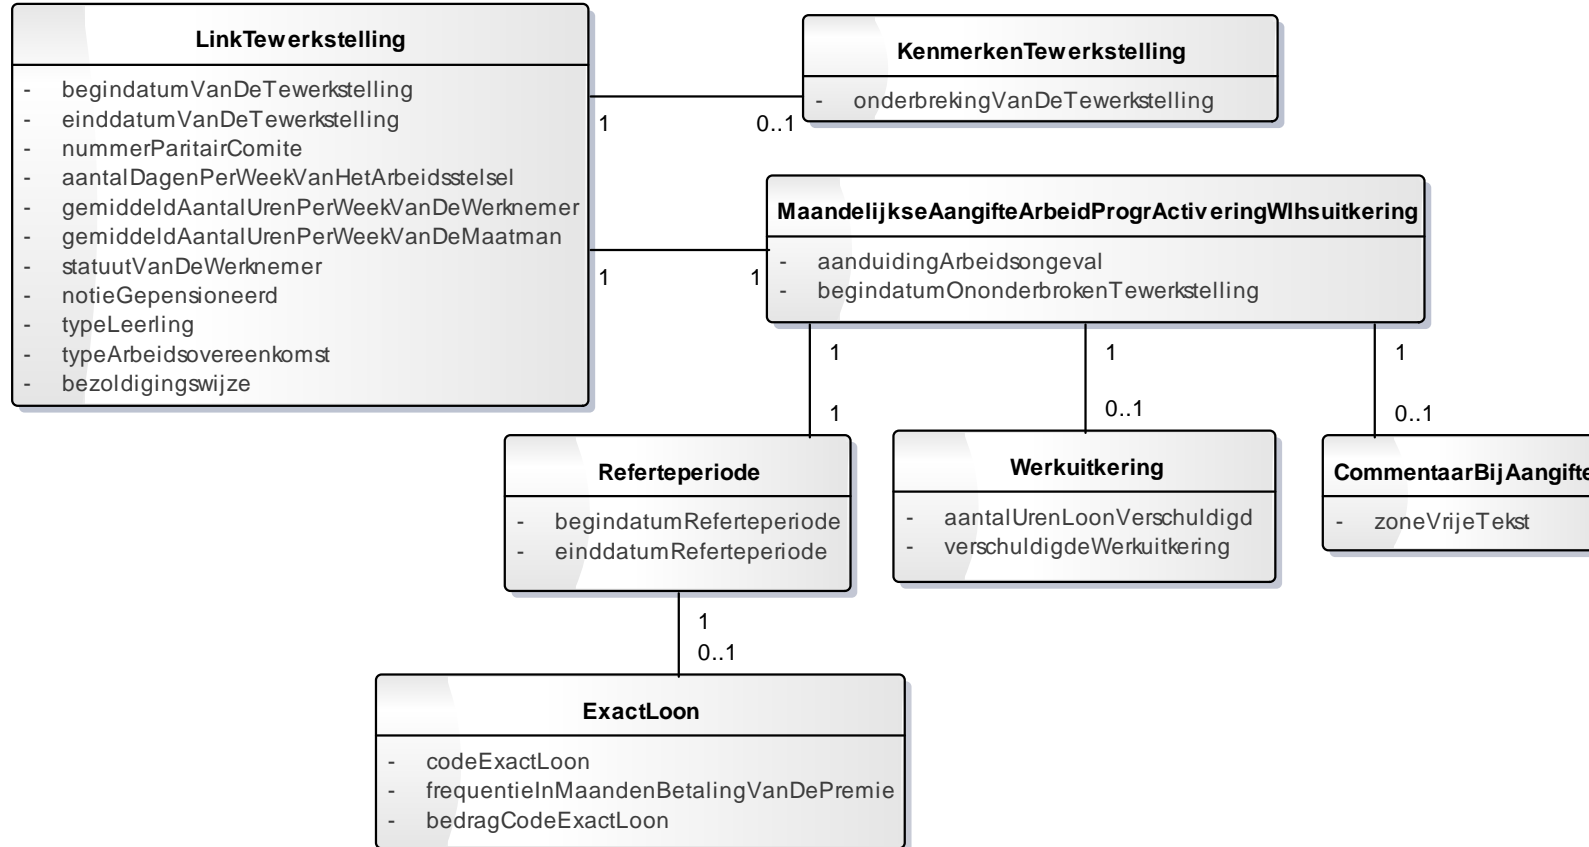 LinkTewerkstelling
- begindatumVanDeTewerkstelling
- einddatumVanDeTewerkstelling
- nummerParitairComite
- aantalDagenPerWeekVanHetArbeidsstelsel
- gemiddeldAantalUrenPerWeekVanDeWerknemer
- gemiddeldAantalUrenPerWeekVanDeMaatman
- statuutVanDeWerknemer
- notieGepensioneerd
- typeLeerling
- typeArbeidsovereenkomst
- bezoldigingswijze
KenmerkenTewerkstelling
- onderbrekingVanDeTewerkstelling
1 0..1
MaandelijkseAangifteArbeidProgrActiveringWlhsuitkering
- aanduidingArbeidsongeval
- begindatumOnonderbrokenTewerkstelling
1 1
1 1 1
1 0..1 0..1
Referteperiode
- begindatumReferteperiode
- einddatumReferteperiode
Werkuitkering
- aantalUrenLoonVerschuldigd
- verschuldigdeWerkuitkering
CommentaarBijAangifte
- zoneVrijeTekst
1
0..1
ExactLoon
- codeExactLoon
- frequentieInMaandenBetalingVanDePremie
- bedragCodeExactLoon